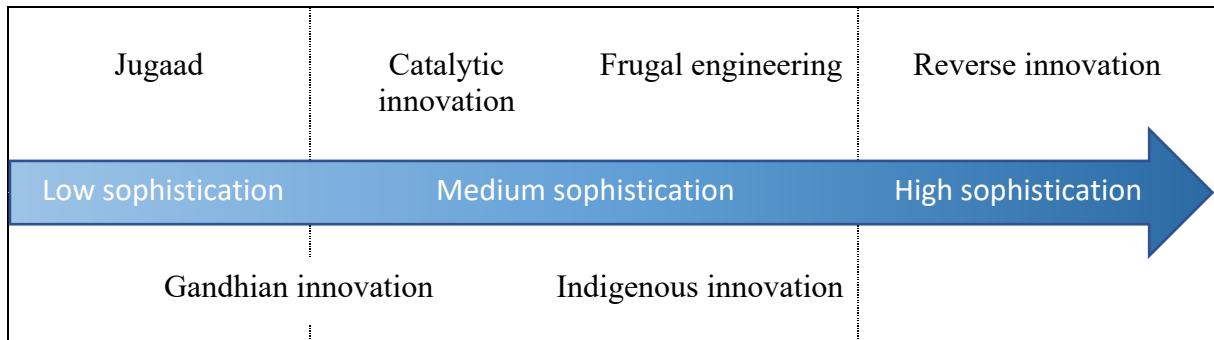 Jugaad
Catalytic
innovation
Frugal engineering
Reverse innovation
Low sophistication
Medium sophistication
High sophistication
Gandhian innovation
Indigenous innovation